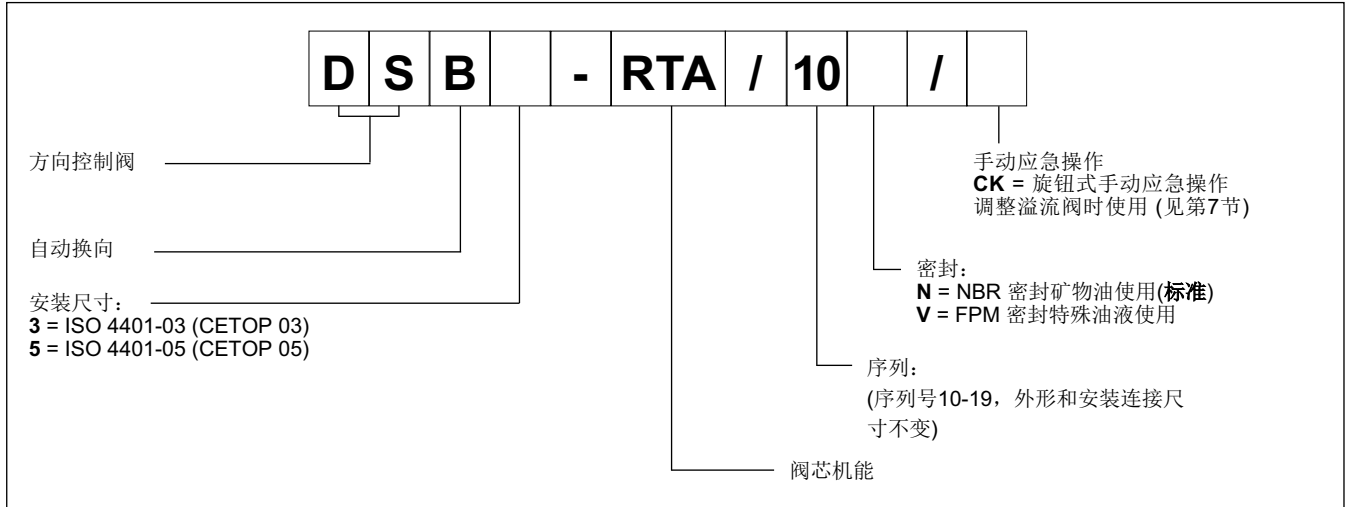 D S B - RTA / 10 /
方向控制阀
自动换向
安装尺寸：
3 = ISO 4401-03 (CETOP 03)
5 = ISO 4401-05 (CETOP 05)
手动应急操作
CK = 旋钮式手动应急操作
调整溢流阀时使用 (见第7节)
密封：
N = NBR 密封矿物油使用(标准)
V = FPM 密封特殊油液使用
序列：
(序列号10-19，外形和安装连接尺
寸不变)
阀芯机能